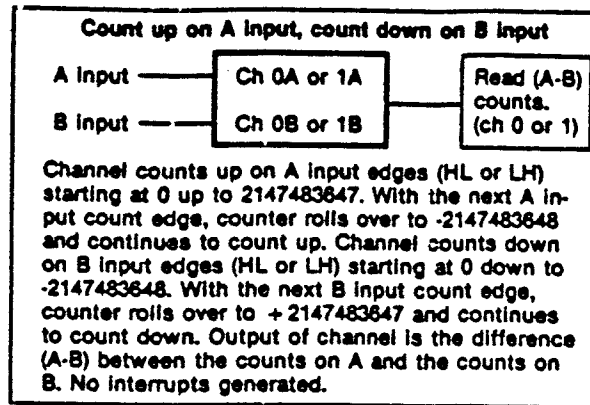 Count up on A input, count down on B input
A input
Ch 0A or 1A
Read (A-B)
counts.
B input
Ch 0B or 1B
(ch 0 or 1)
Channel counts up on A input edges (HL or LH)
starting at 0 up to 2147483647. With the next A in-
put count edge, counter rolls over to -2147483648
and continues to count up. Channel counts down
on B input edges (HL or LH) starting at 0 down to
-2147483648. With the next B input count edge,
counter rolls over to + 2147483647 and continues
to count down. Output of channel is the difference
(A-B) between the counts on A and the counts on
B. No interrupts generated.